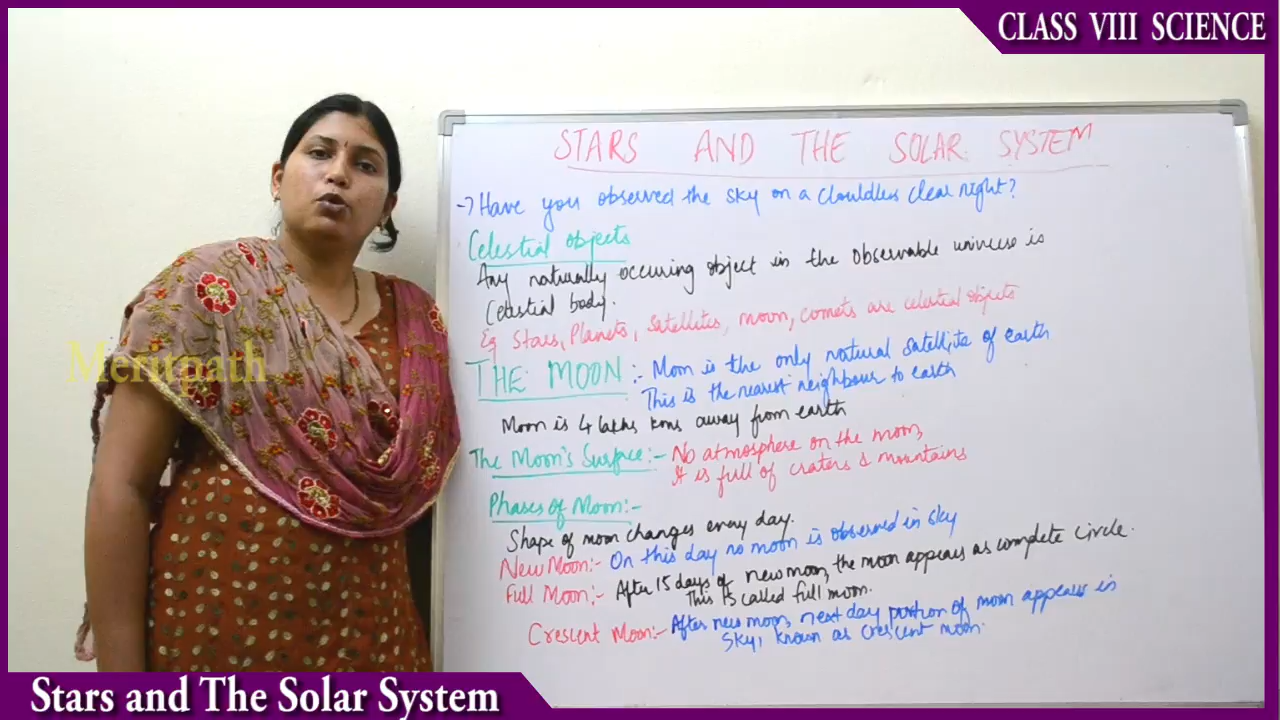 CLASS VIII SCIENCE
STARS AND THE SOLAR SYSTEM
→ Have you observed the sky on a clouldless clear night?
Celestial objects
Any naturally occuring object in the observable universe is
Celestial body.
Eg Stars, Planets, Satellites, moon, comets are celestial objects
THE MOON :- Moon is the only natural satellite of earth
This is the nearest neighbour to earth
Moon is 4 lakhs kms away from earth
The Moon's Surface:- No atmosphere on the moon,
It is full of craters & mountains
Phases of Moon:-
Shape of moon changes every day.
New Moon:- On this day no moon is observed in sky
Full Moon:- After 15 days of new moon, the moon appears as complete circle.
This is called full moon.
Crescent Moon:- After new moon, next day portion of moon appears in
sky, known as crescent moon.
Meritpath
Stars and The Solar System